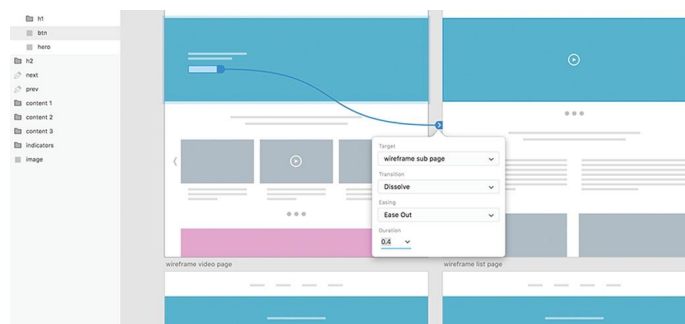 h1
btn
hero
h2
next
prev
content 1
content 2
content 3
indicators
image
Target
wireframe sub page
Transition
Dissolve
Easing
Ease Out
Duration
0.4
wireframe video page
wireframe list page